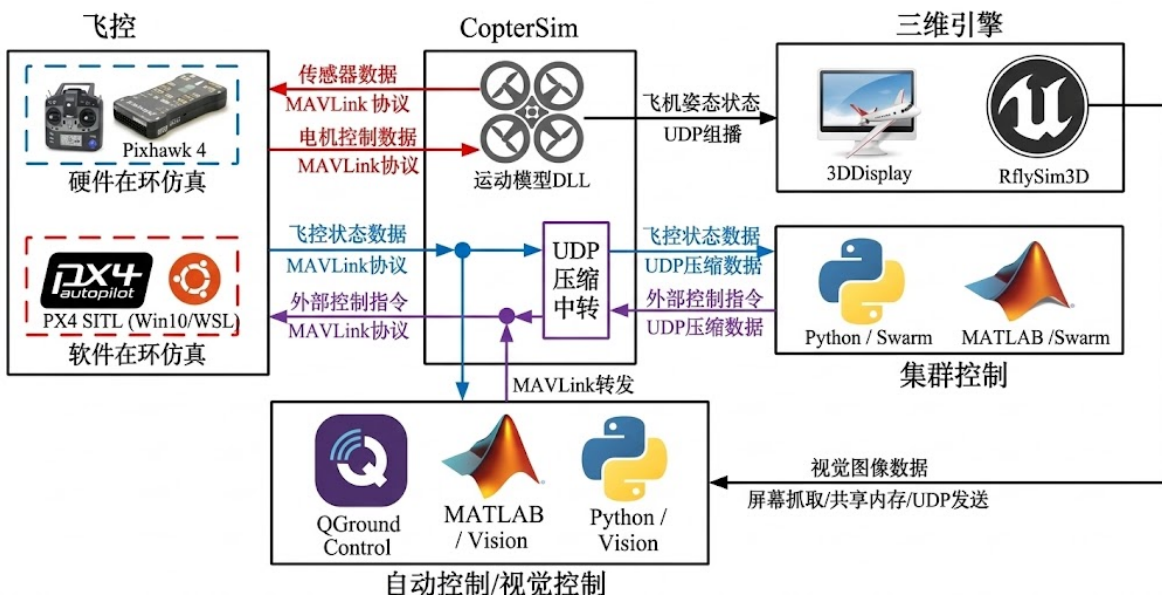 飞控
CopterSim
三维引擎
传感器数据
MAVLink 协议
电机控制数据
MAVLink 协议
Pixhawk 4
硬件在环仿真
运动模型DLL
飞机姿态状态
UDP组播
3DDisplay
RflySim3D
px4
autopilot
PX4 SITL (Win10/WSL)
软件在环仿真
飞控状态数据
MAVLink协议
外部控制指令
MAVLink协议
UDP
压缩
中转
飞控状态数据
UDP压缩数据
外部控制指令
UDP压缩数据
Python / Swarm
MATLAB /Swarm
集群控制
MAVLink转发
QGround
Control
MATLAB
/ Vision
Python /
Vision
自动控制/视觉控制
视觉图像数据
屏幕抓取/共享内存/UDP发送